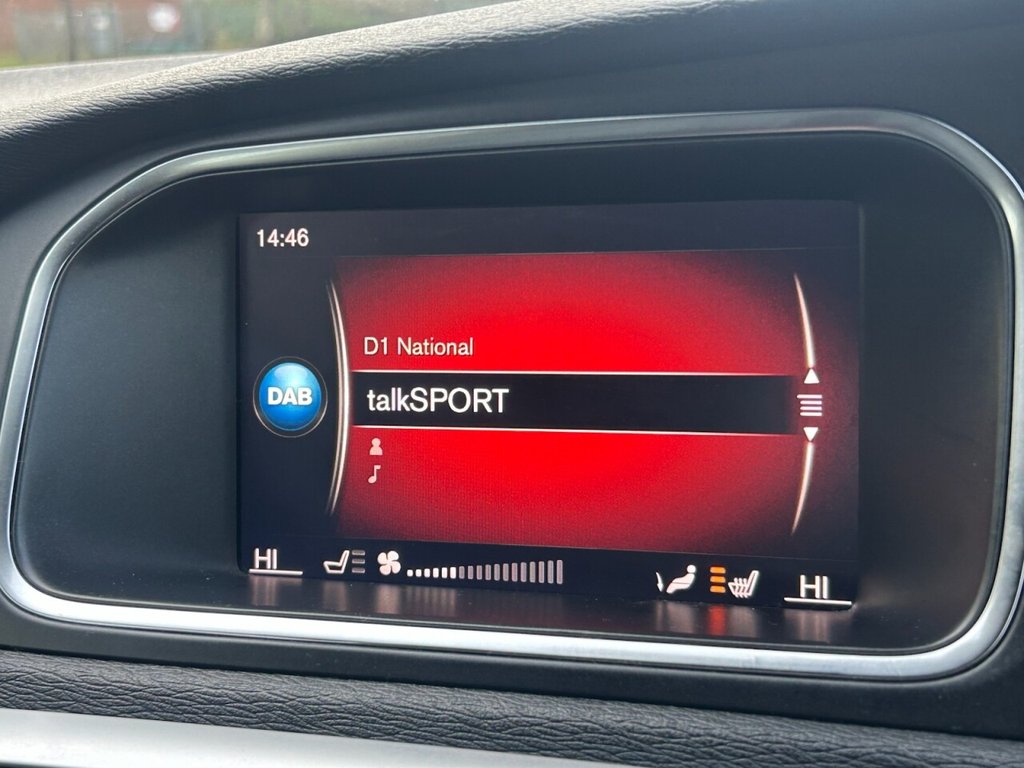 14:46
D1 National
DAB
talkSPORT
HI
HI